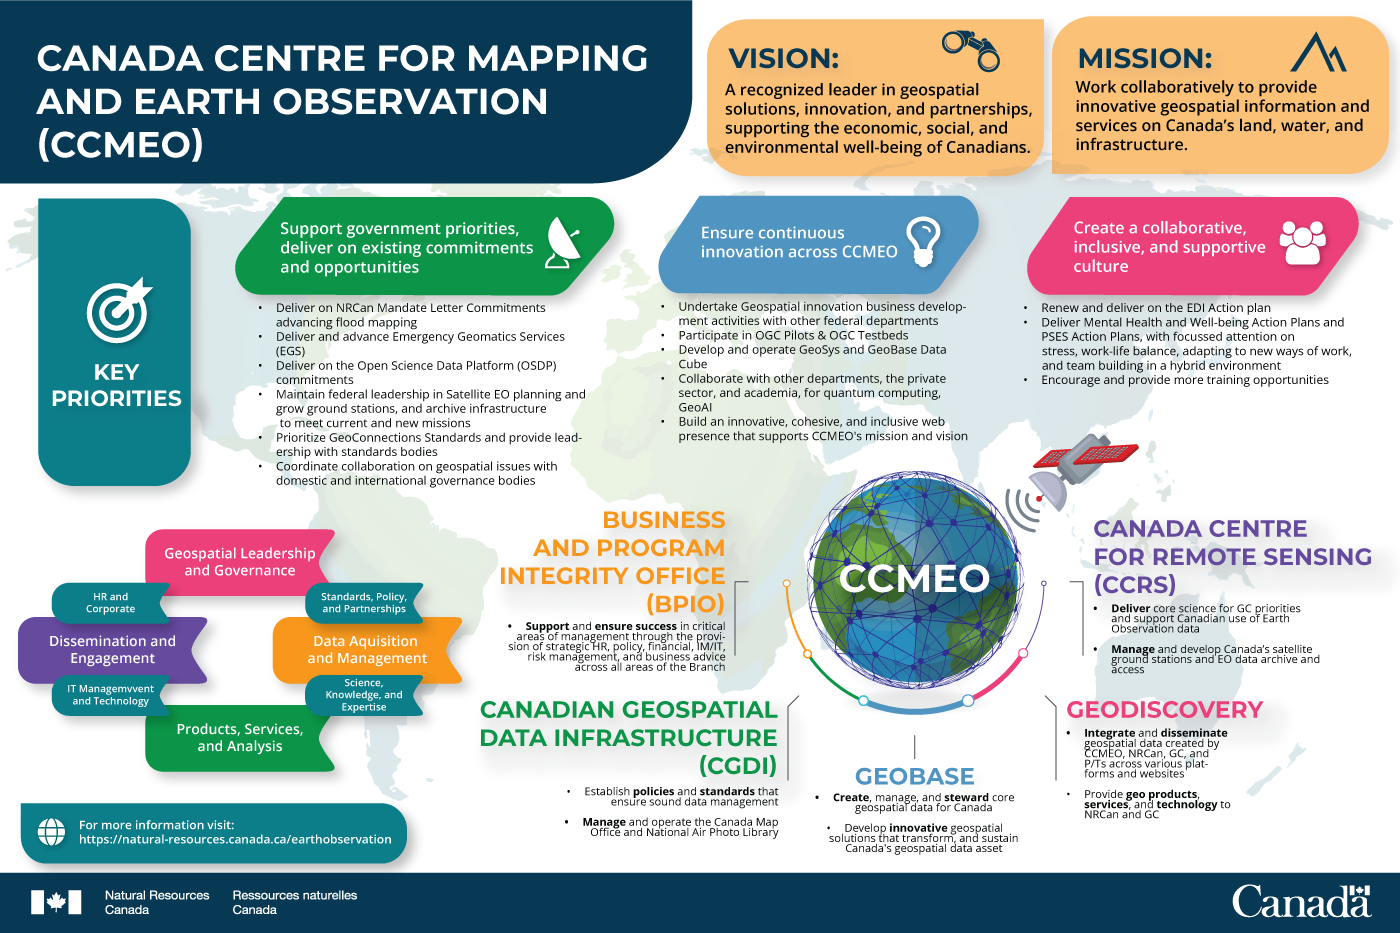 CANADA CENTRE FOR MAPPING
AND EARTH OBSERVATION
(CCMEO)
VISION:
A recognized leader in geospatial
solutions, innovation, and partnerships,
supporting the economic, social, and
environmental well-being of Canadians.
MISSION:
Work collaboratively to provide
innovative geospatial information and
services on Canada's land, water, and
infrastructure.
KEY
PRIORITIES
Support government priorities,
deliver on existing commitments
and opportunities
• Deliver on NRCan Mandate Letter Commitments
advancing flood mapping
• Deliver and advance Emergency Geomatics Services
(EGS)
• Deliver on the Open Science Data Platform (OSDP)
commitments
• Maintain federal leadership in Satellite EO planning and
grow ground stations, and archive infrastructure
to meet current and new missions
• Prioritize GeoConnections Standards and provide lead-
ership with standards bodies
• Coordinate collaboration on geospatial issues with
domestic and international governance bodies
Ensure continuous
innovation across CCMEO
• Undertake Geospatial innovation business develop-
ment activities with other federal departments
• Participate in OGC Pilots & OGC Testbeds
• Develop and operate GeoSys and GeoBase Data
Cube
• Collaborate with other departments, the private
sector, and academia, for quantum computing,
GeoAI
• Build an innovative, cohesive, and inclusive web
presence that supports CCMEO's mission and vision
Create a collaborative,
inclusive, and supportive
culture
• Renew and deliver on the EDI Action plan
• Deliver Mental Health and Well-being Action Plans and
PSES Action Plans, with focussed attention on
stress, work-life balance, adapting to new ways of work,
and team building in a hybrid environment
• Encourage and provide more training opportunities
Geospatial Leadership
and Governance
HR and
Corporate
Standards, Policy,
and Partnerships
Dissemination and
Engagement
Data Aquisition
and Management
IT Managemvvent
and Technology
Science,
Knowledge, and
Expertise
Products, Services,
and Analysis
For more information visit:
https://natural-resources.canada.ca/earthobservation
BUSINESS
AND PROGRAM
INTEGRITY OFFICE
(BPIO)
• Support and ensure success in critical
areas of management through the provi-
sion of strategic HR, policy, financial, IM/IT,
risk management, and business advice
across all areas of the Branch
CANADIAN GEOSPATIAL
DATA INFRASTRUCTURE
(CGDI)
• Establish policies and standards that
ensure sound data management
• Manage and operate the Canada Map
Office and National Air Photo Library
CCMEO
GEOBASE
• Create, manage, and steward core
geospatial data for Canada
• Develop innovative geospatial
solutions that transform, and sustain
Canada's geospatial data asset
CANADA CENTRE
FOR REMOTE SENSING
(CCRS)
• Deliver core science for GC priorities
and support Canadian use of Earth
Observation data
• Manage and develop Canada's satellite
ground stations and EO data archive and
access
GEODISCOVERY
• Integrate and disseminate
geospatial data created by
CCMEO, NRCan, GC, and
P/Ts across various plat-
forms and websites
• Provide geo products,
services, and technology to
NRCan and GC
Natural Resources
Canada
Ressources naturelles
Canada
Canada